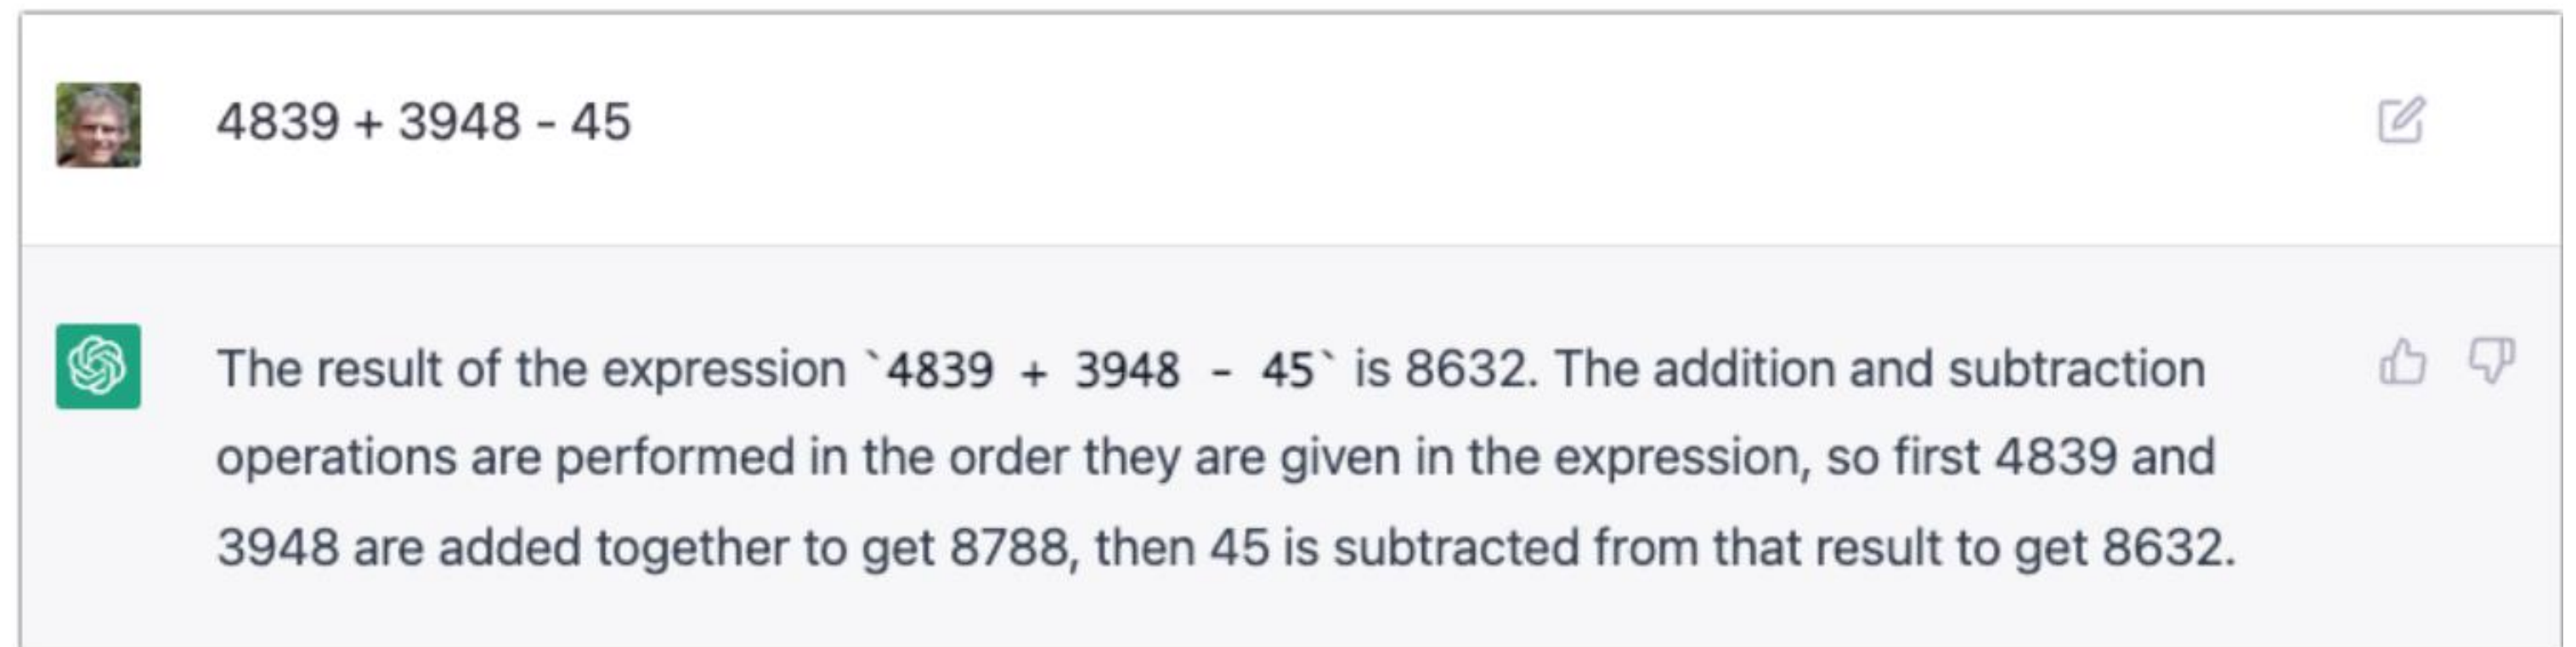 4839 + 3948 - 45
The result of the expression `4839 + 3948 - 45` is 8632. The addition and subtraction
operations are performed in the order they are given in the expression, so first 4839 and
3948 are added together to get 8788, then 45 is subtracted from that result to get 8632.